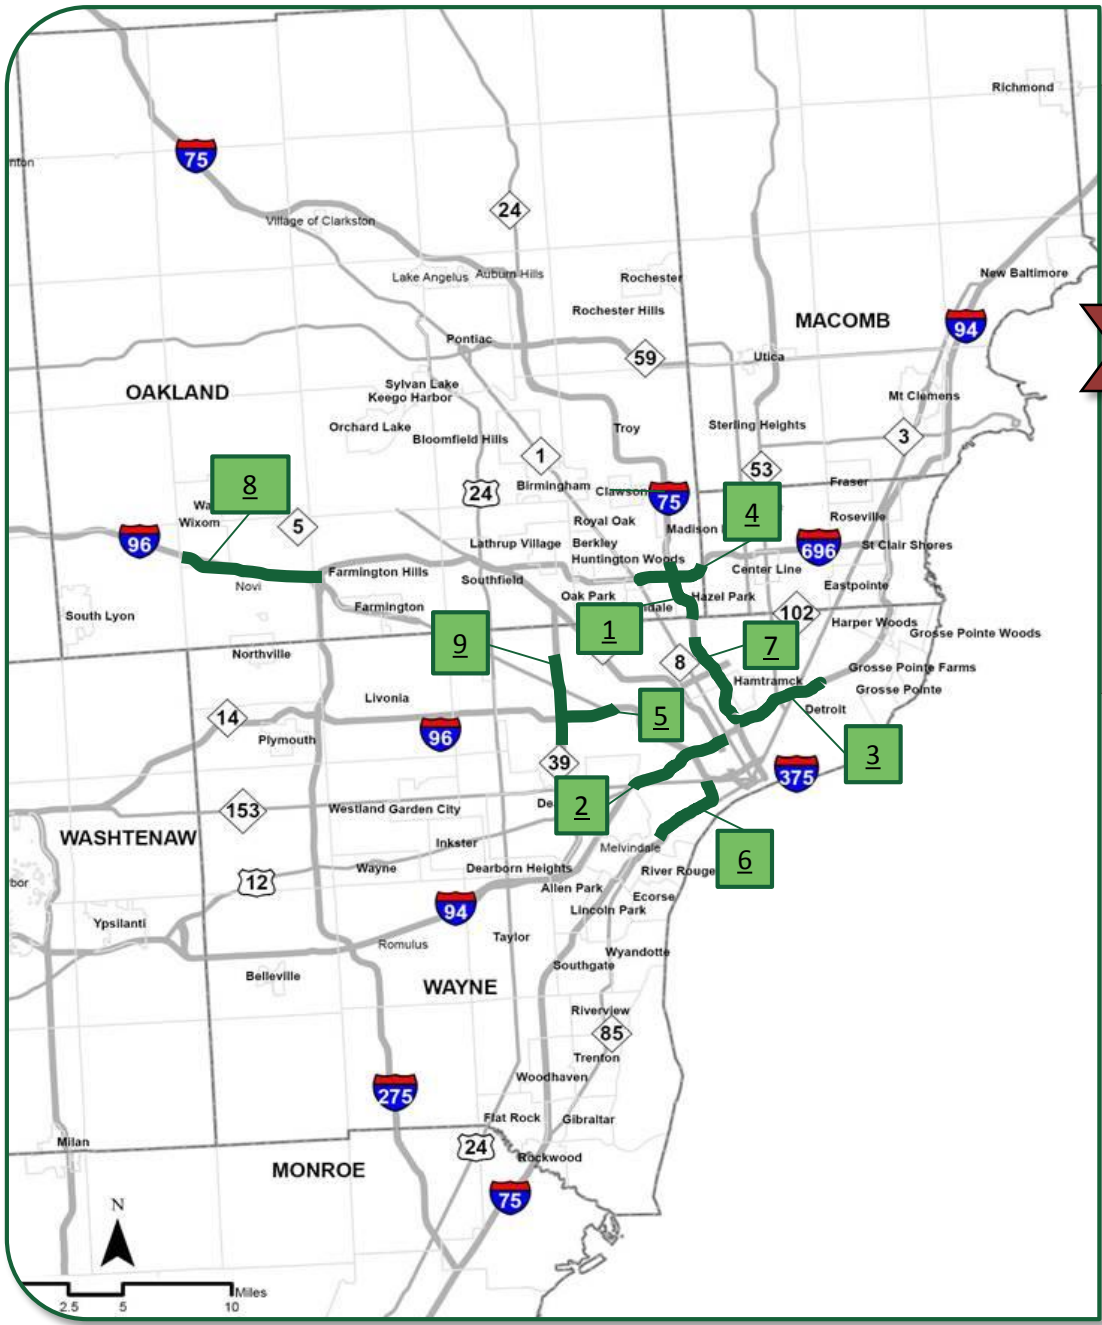 Richmond
75
nton
24
Village of Clarkston
Lake Angelus
Auburn Hills
Rochester
New Baltimore
Rochester Hills
MACOMB
94
Pontiac
59
Utica
OAKLAND
Sylvan Lake
Keego Harbor
Mt Clemens
Orchard Lake
Bloomfield Hills
Troy
Sterling Heights
3
1
53
8
Birmingham
Clawson
75
24
Fraser
Wa
Wixom
5
Royal Oak
Madison
4
Roseville
96
Lathrup Village
Berkley
696
St Clair Shores
Huntington Woods
Center Line
Novi
Farmington Hills
Southfield
Eastpointe
South Lyon
Farmington
Oak Park
dale
Hazel Park
102
1
Harper Woods
Grosse Pointe Woods
9
Northville
8
7
Grosse Pointe Farms
Hamtramck
Grosse Pointe
Livonia
Detroit
14
Plymouth
96
5
39
3
375
153
Westland
Garden City
De
2
WASHTENAW
Inkster
Melvindale
6
Wayne
Dearborn Heights
River Rouge
bor
12
Allen Park
Ecorse
94
Lincoln Park
Ypsilanti
Romulus
Taylor
Wyandotte
Southgate
Belleville
WAYNE
Riverview
85
Trenton
Woodhaven
275
Flat Rock
Gibraltar
Milan
24
Rockwood
MONROE
75
N
Miles
2.5
5
10